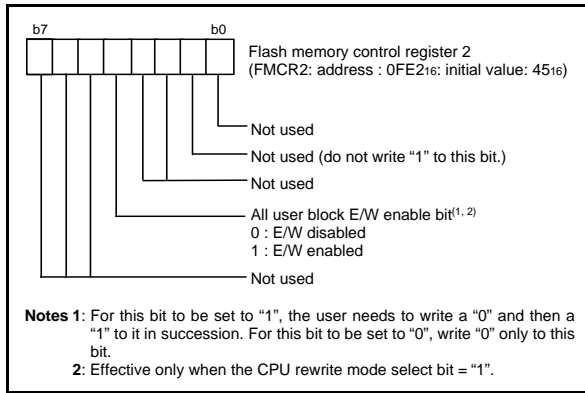 b7 b0
Flash memory control register 2
(FMCR2: address : 0FE216: initial value: 4516)
Not used
Not used (do not write “1” to this bit.)
Not used
All user block E/W enable bit(1, 2)
0 : E/W disabled
1 : E/W enabled
Not used
Notes 1: For this bit to be set to “1”, the user needs to write a “0” and then a
“1” to it in succession. For this bit to be set to “0”, write “0” only to this
bit.
2: Effective only when the CPU rewrite mode select bit = “1”.